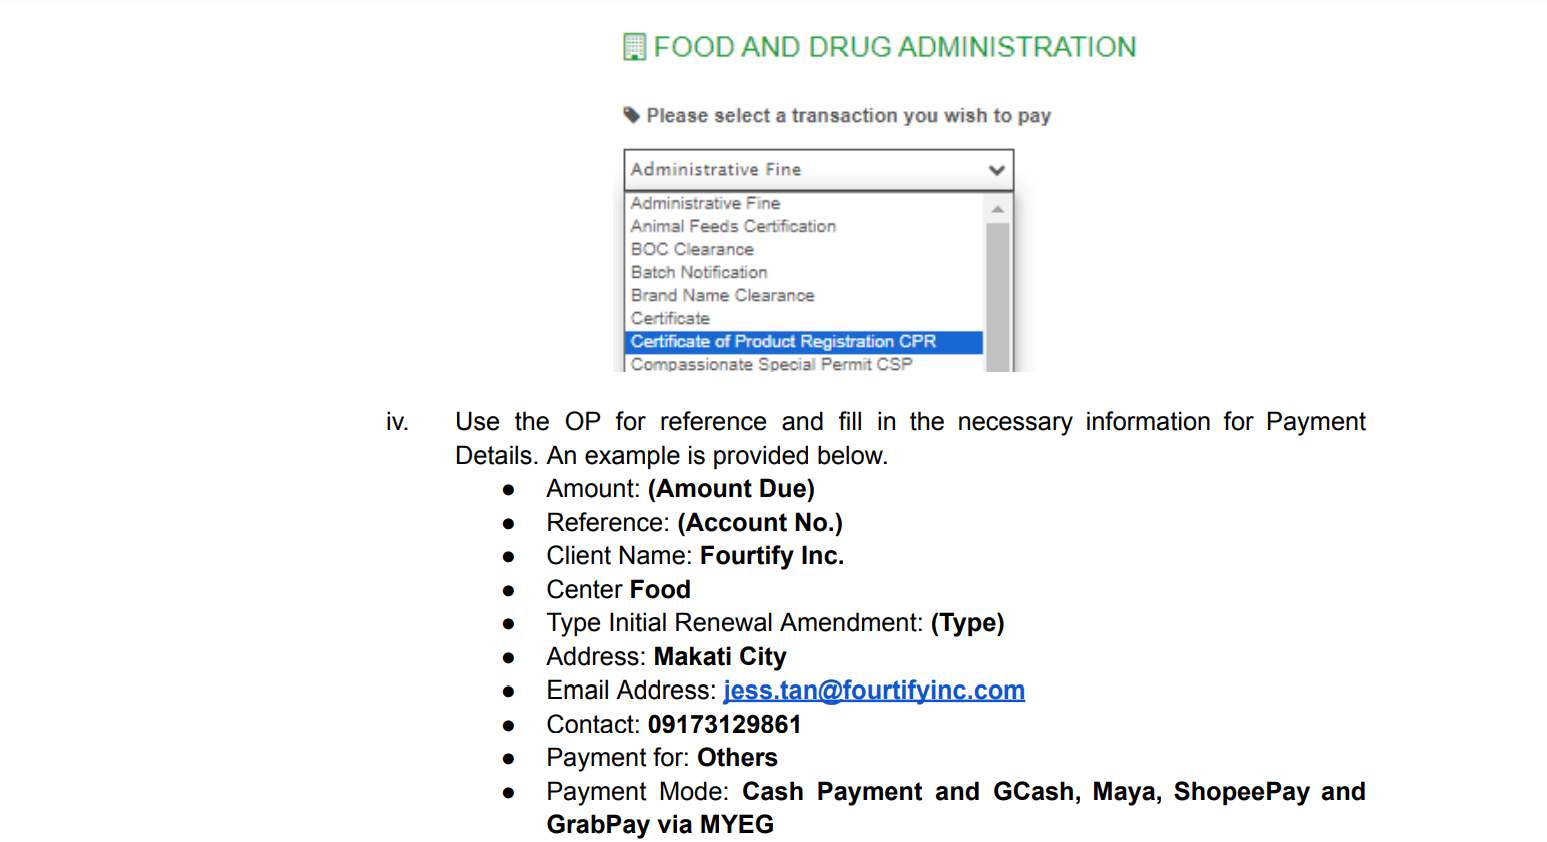 FOOD AND DRUG ADMINISTRATION
Please select a transaction you wish to pay
Administrative Fine
Administrative Fine
Animal Feeds Certification
BOC Clearance
Batch Notification
Brand Name Clearance
Certificate
Certificate of Product Registration CPR
Compassionate Special Permit CSP
iv. Use the OP for reference and fill in the necessary information for Payment
Details. An example is provided below.
● Amount: (Amount Due)
● Reference: (Account No.)
● Client Name: Fourtify Inc.
● Center Food
● Type Initial Renewal Amendment: (Type)
● Address: Makati City
● Email Address: jess.tan@fourtifyinc.com
● Contact: 09173129861
● Payment for: Others
● Payment Mode: Cash Payment and GCash, Maya, ShopeePay and
GrabPay via MYEG